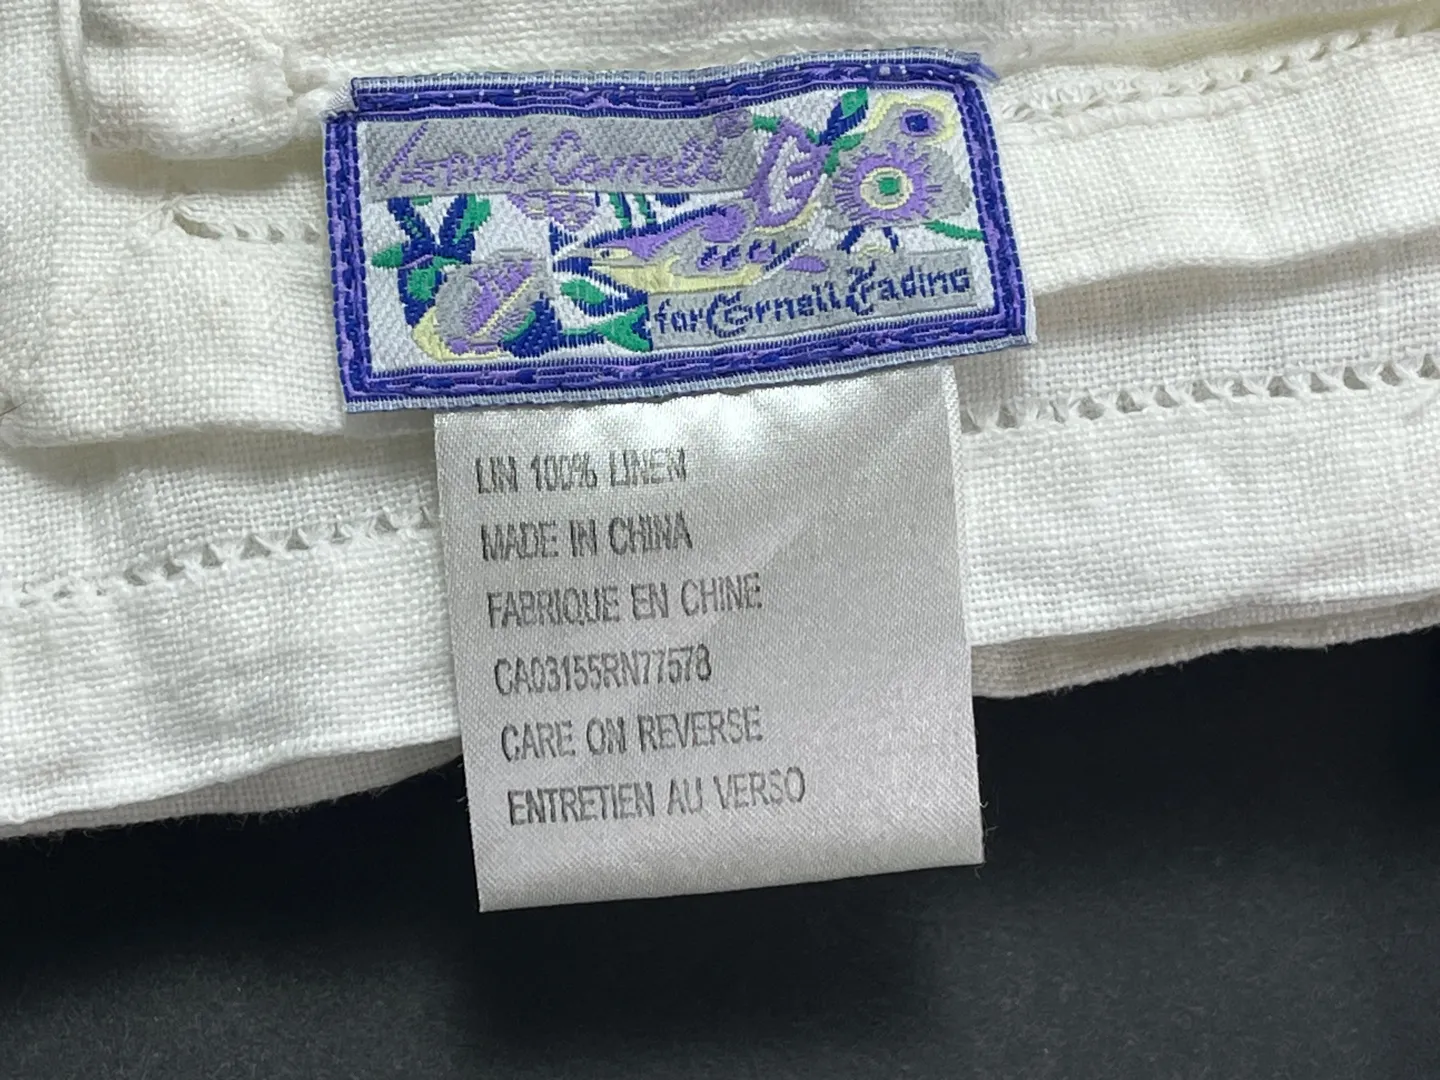 Cornell
for Cornell Trading
LIN 100% LINEN
MADE IN CHINA
FABRIQUE EN CHINE
CA03155RN77578
CARE ON REVERSE
ENTRETIEN AU VERSO